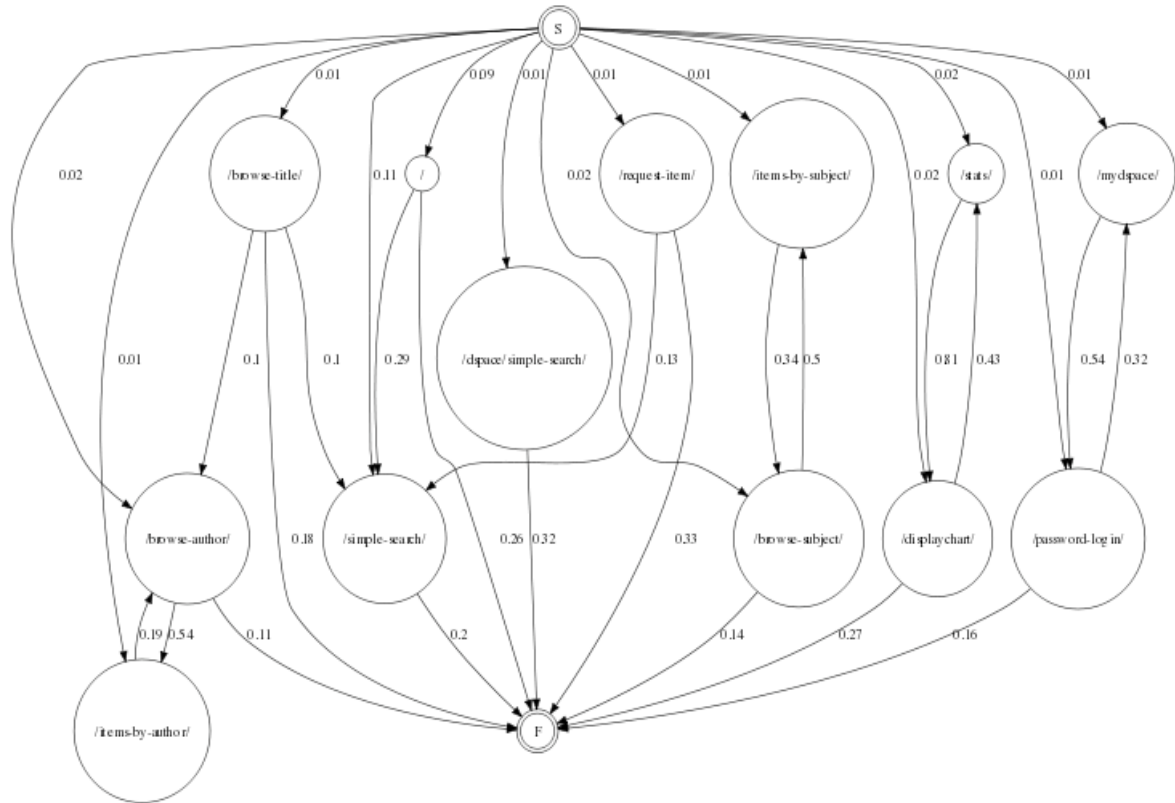 S
0.01
0.09
0.01
0.01
0.01
0.02
0.01
0.02
/browse-title/
/
0.11
0.02
/request-item/
/items-by-subject/
0.02
/stats/
0.01
/mydspace/
0.01
0.1
0.1
0.29
/dspace/simple-search/
0.13
0.34
0.5
0.81
0.43
0.54
0.32
/browse-author/
0.18
/simple-search/
0.26
0.32
0.33
/browse-subject/
/displaychart/
/password-login/
0.19
0.54
0.11
0.2
0.14
0.27
0.16
/items-by-author/
F